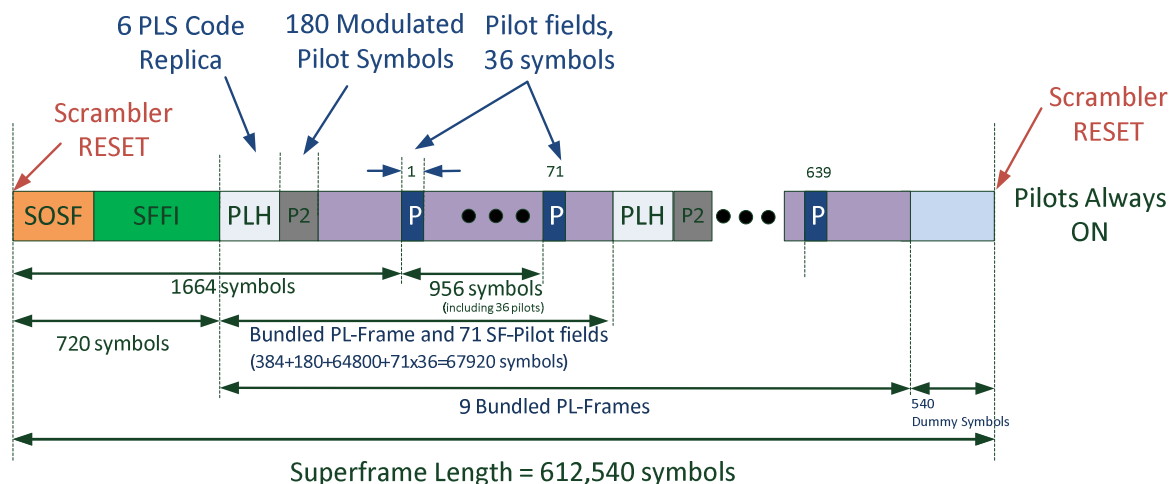 6 PLS Code
Replica
180 Modulated
Pilot Symbols
Pilot fields,
36 symbols
Scrambler
RESET
Scrambler
RESET
1
71
639
SOSF
SFFI
PLH
P2
P
P
PLH
P2
P
Pilots Always
ON
1664 symbols
956 symbols
(including 36 pilots)
720 symbols
Bundled PL-Frame and 71 SF-Pilot fields
(384+180+64800+71x36=67920 symbols)
9 Bundled PL-Frames
540
Dummy Symbols
Superframe Length = 612,540 symbols